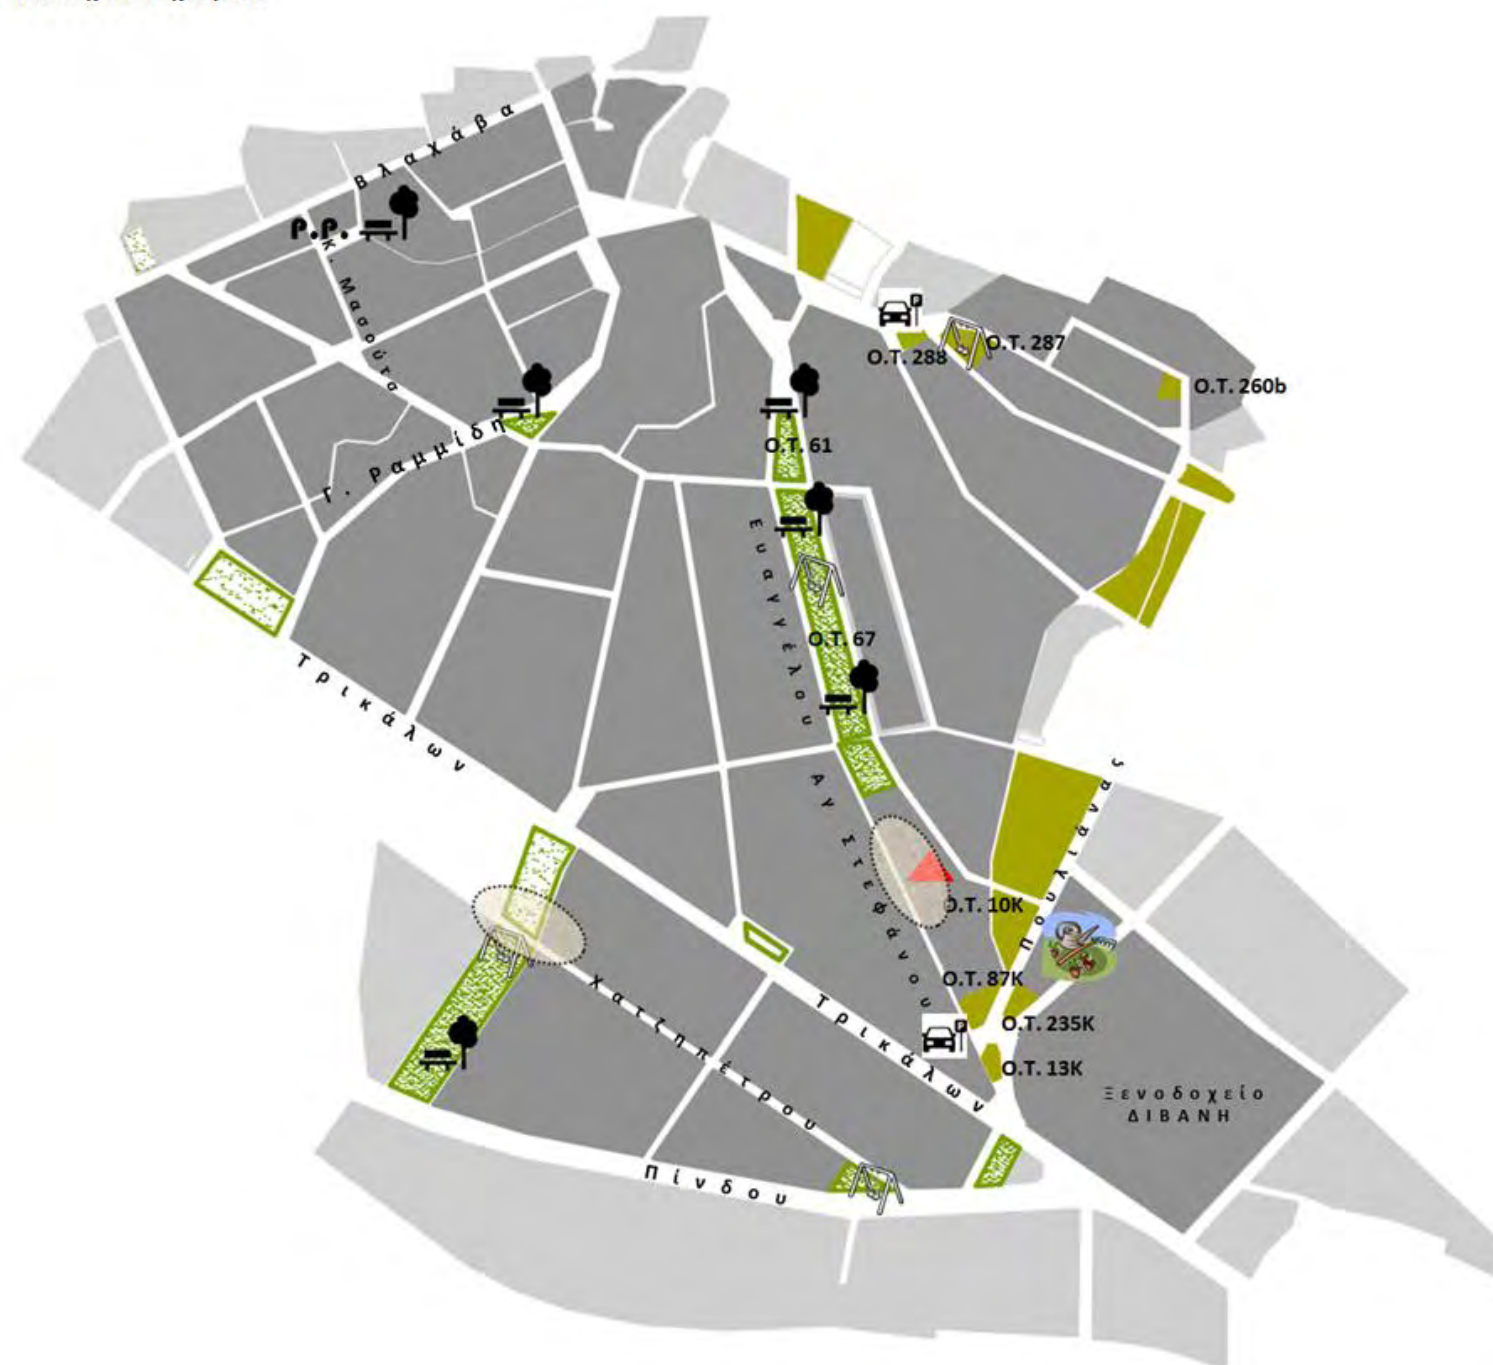 Βλαχάβα
P.P.
Κ. Μασούτα
Ο.Τ. 287
Ο.Τ. 288
Ο.Τ. 260b
Γ. Ραμμίδη
Ο.Τ. 61
Ευαγγέλου
Ο.Τ. 67
Τρικάλων
Αγ Στεφάνου
Πουλιάνας
Ο.Τ. 10Κ
Ο.Τ. 87Κ
Ο.Τ. 235Κ
Ο.Τ. 13Κ
Χατζηπέτρου
Τρικάλων
Ξενοδοχείο
ΔΙΒΑΝΗ
Πίνδου
P
P